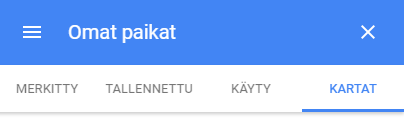 Omat paikat
MERKITTY TALLENNETTU KÄYTY KARTAT